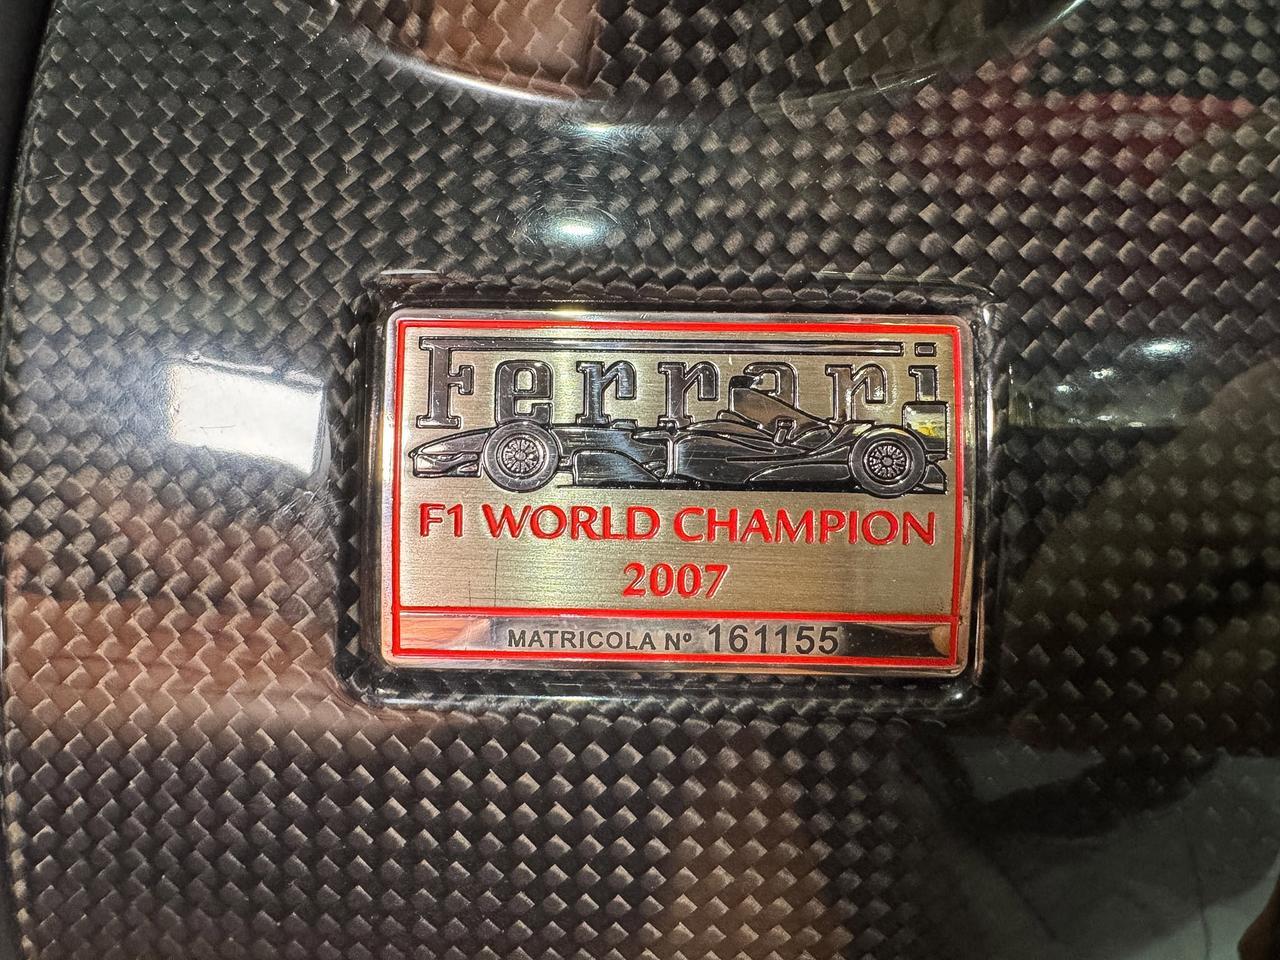 Ferrari
F1 WORLD CHAMPION
2007
MATRICOLA Nº 161155